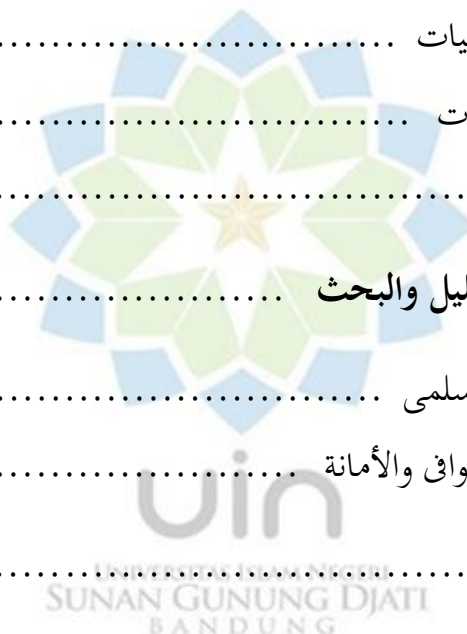 يات ............................
ت ..............................
................................
ليل والبحث ....................
سلمى ...........................
وافى والأمانة ..................
uin
................................
UNIVERSITAS ISLAM NEGERI
SUNAN GUNUNG DJATI
BANDUNG